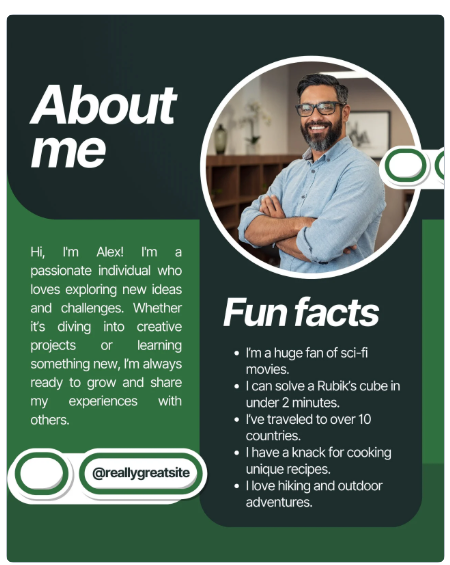 About
me
Hi, I'm Alex! I'm a
passionate individual who
loves exploring new ideas
and challenges. Whether
it's diving into creative
projects or learning
something new, I'm always
ready to grow and share
my experiences with
others.
@reallygreatsite
Fun facts
• I'm a huge fan of sci-fi
movies.
• I can solve a Rubik's cube in
under 2 minutes.
• I've traveled to over 10
countries.
• I have a knack for cooking
unique recipes.
• I love hiking and outdoor
adventures.